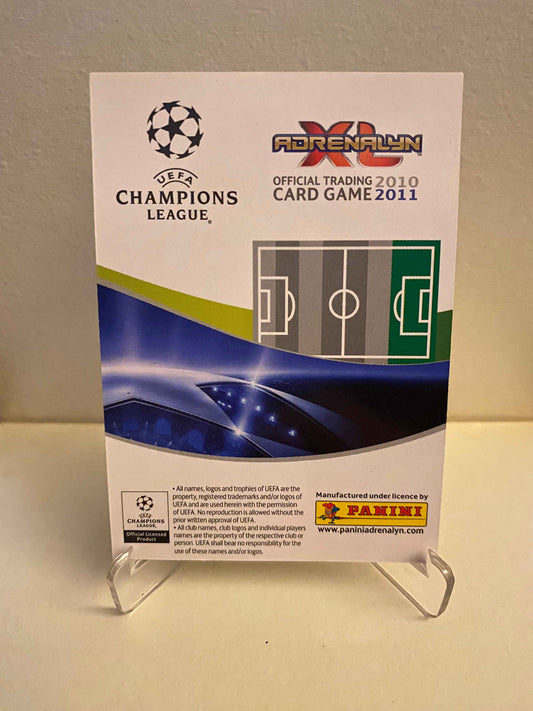 UEFA
CHAMPIONS
LEAGUE®
ADRENALYN
XL™
OFFICIAL TRADING 2010
CARD GAME 2011
UEFA
CHAMPIONS
LEAGUE
Official Licensed
Product
• All names, logos and trophies of UEFA are the
property, registered trademarks and/or logos of
UEFA and are used herein with the permission
of UEFA. No reproduction is allowed without the
prior written approval of UEFA.
• All club names, club logos and individual players
names are the property of the respective club or
person. UEFA shall bear no responsibility for the
use of these names and/or logos.
Manufactured under licence by
PANINI
www.paniniadrenalyn.com